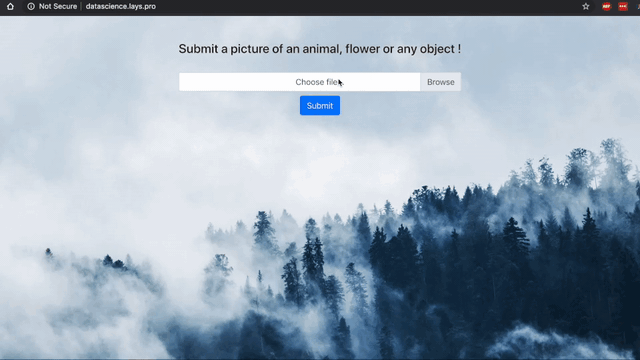 Not Secure | datascience.lays.pro
Submit a picture of an animal, flower or any object !
Choose file Browse
Submit